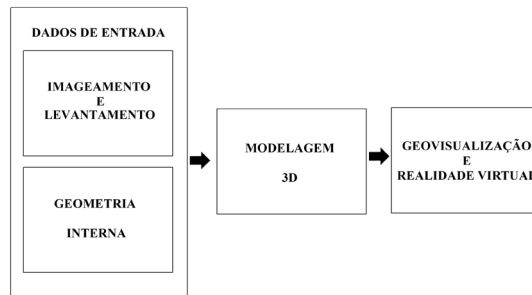 DADOS DE ENTRADA
IMAGEAMENTO
E
LEVANTAMENTO
GEOMETRIA
INTERNA
MODELAGEM
3D
GEOVISUALIZAÇÃO
E
REALIDADE VIRTUAL